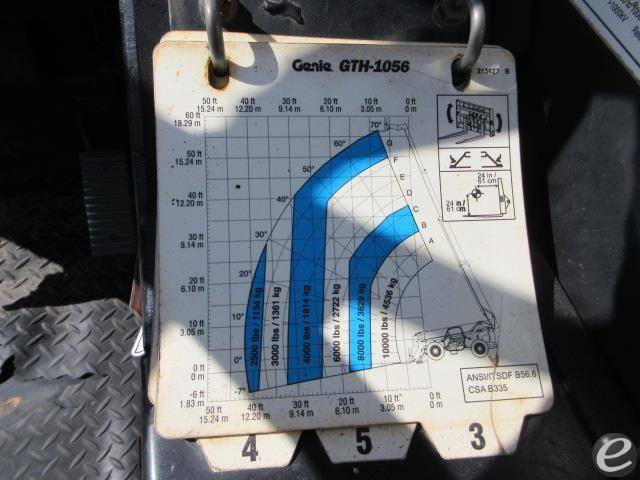 Genie GTH-1056
215627 B
50 ft 40 ft 30 ft 20 ft 10 ft 0 ft
15.24 m 12.20 m 9.14 m 6.10 m 3.05 m 0 m
60 ft
18.29 m
50 ft
15.24 m
40 ft
12.20 m
30 ft
9.14 m
20 ft
6.10 m
10 ft
3.05 m
0 ft
0 m
-6 ft
1.83 m
70°
60°
50°
40°
30°
20°
10°
0°
-7°
G
F
E
D
C
B
A
2500 lbs / 1134 kg
3000 lbs / 1361 kg
4000 lbs / 1814 kg
6000 lbs / 2722 kg
8000 lbs / 3629 kg
10000 lbs / 4536 kg
24 in /
61 cm
24 in /
61 cm
ANSI/ITSDF B56.6
CSA B335
50 ft 40 ft 30 ft 20 ft 10 ft 0 ft
15.24 m 12.20 m 9.14 m 6.10 m 3.05 m 0 m
4 5 3
e